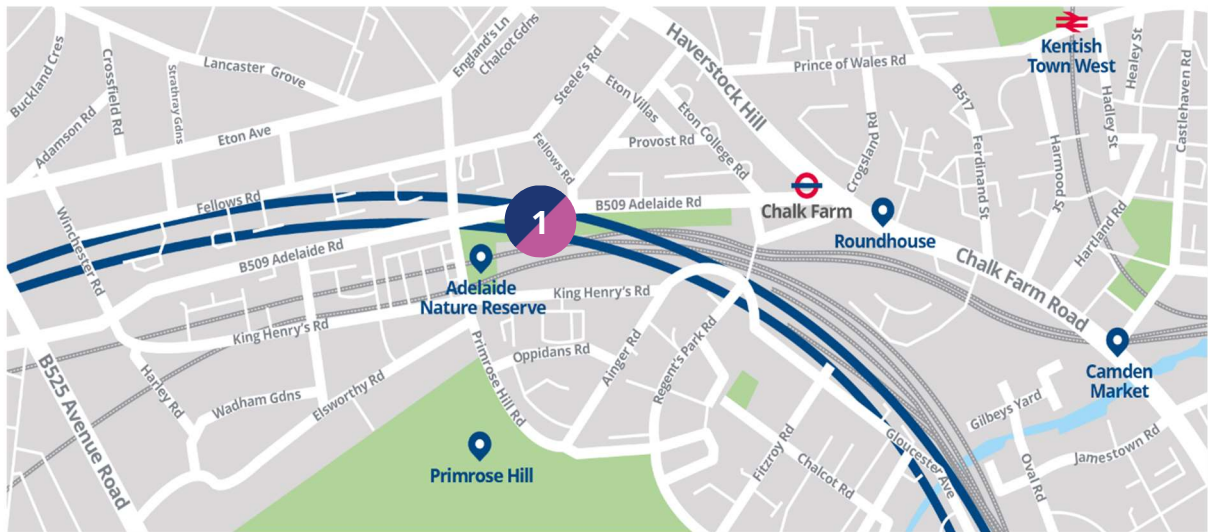 Buckland Cres
Crossfield Rd
Strathray Gdns
Lancaster Grove
England's Ln
Chalcot Gdns
Steele's Rd
Haverstock Hill
Prince of Wales Rd
Kentish
Town West
Healey St
Castlehaven Rd
Adamson Rd
Eton Ave
Eton Villas
B517
Hadley St
Provost Rd
Eton College Rd
Crogsland Rd
Ferdinand St
Harmood St
Fellows Rd
Fellows Rd
Winchester Rd
1
B509 Adelaide Rd
Chalk Farm
Roundhouse
Hartland Rd
B509 Adelaide Rd
Chalk Farm Road
Adelaide
Nature Reserve
King Henry's Rd
King Henry's Rd
Primrose Hill Rd
Oppidans Rd
Ainger Rd
Regent's Park Rd
Camden
Market
B525 Avenue Road
Harley Rd
Wadham Gdns
Elsworthy Rd
Gilbeys Yard
Primrose Hill
Fitzroy Rd
Chalcot Rd
Gloucester Ave
Oval Rd
Jamestown Rd